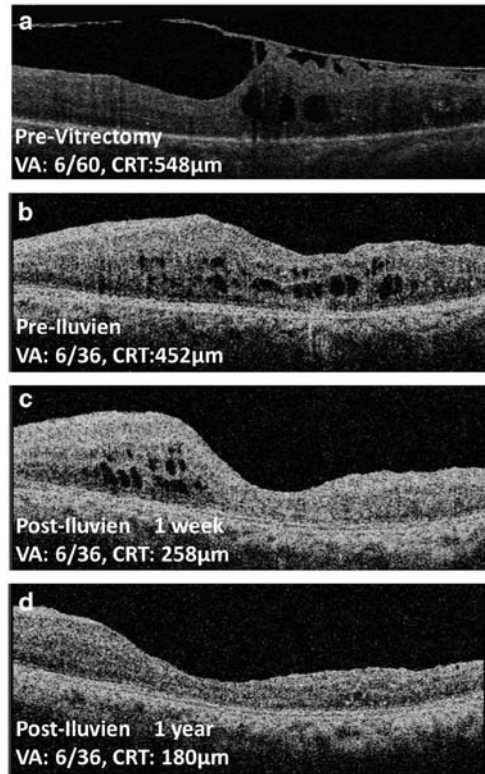 a
Pre-Vitrectomy
VA: 6/60, CRT:548µm
b
Pre-Iluvien
VA: 6/36, CRT:452µm
c
Post-Iluvien 1 week
VA: 6/36, CRT: 258µm
d
Post-Iluvien 1 year
VA: 6/36, CRT: 180µm